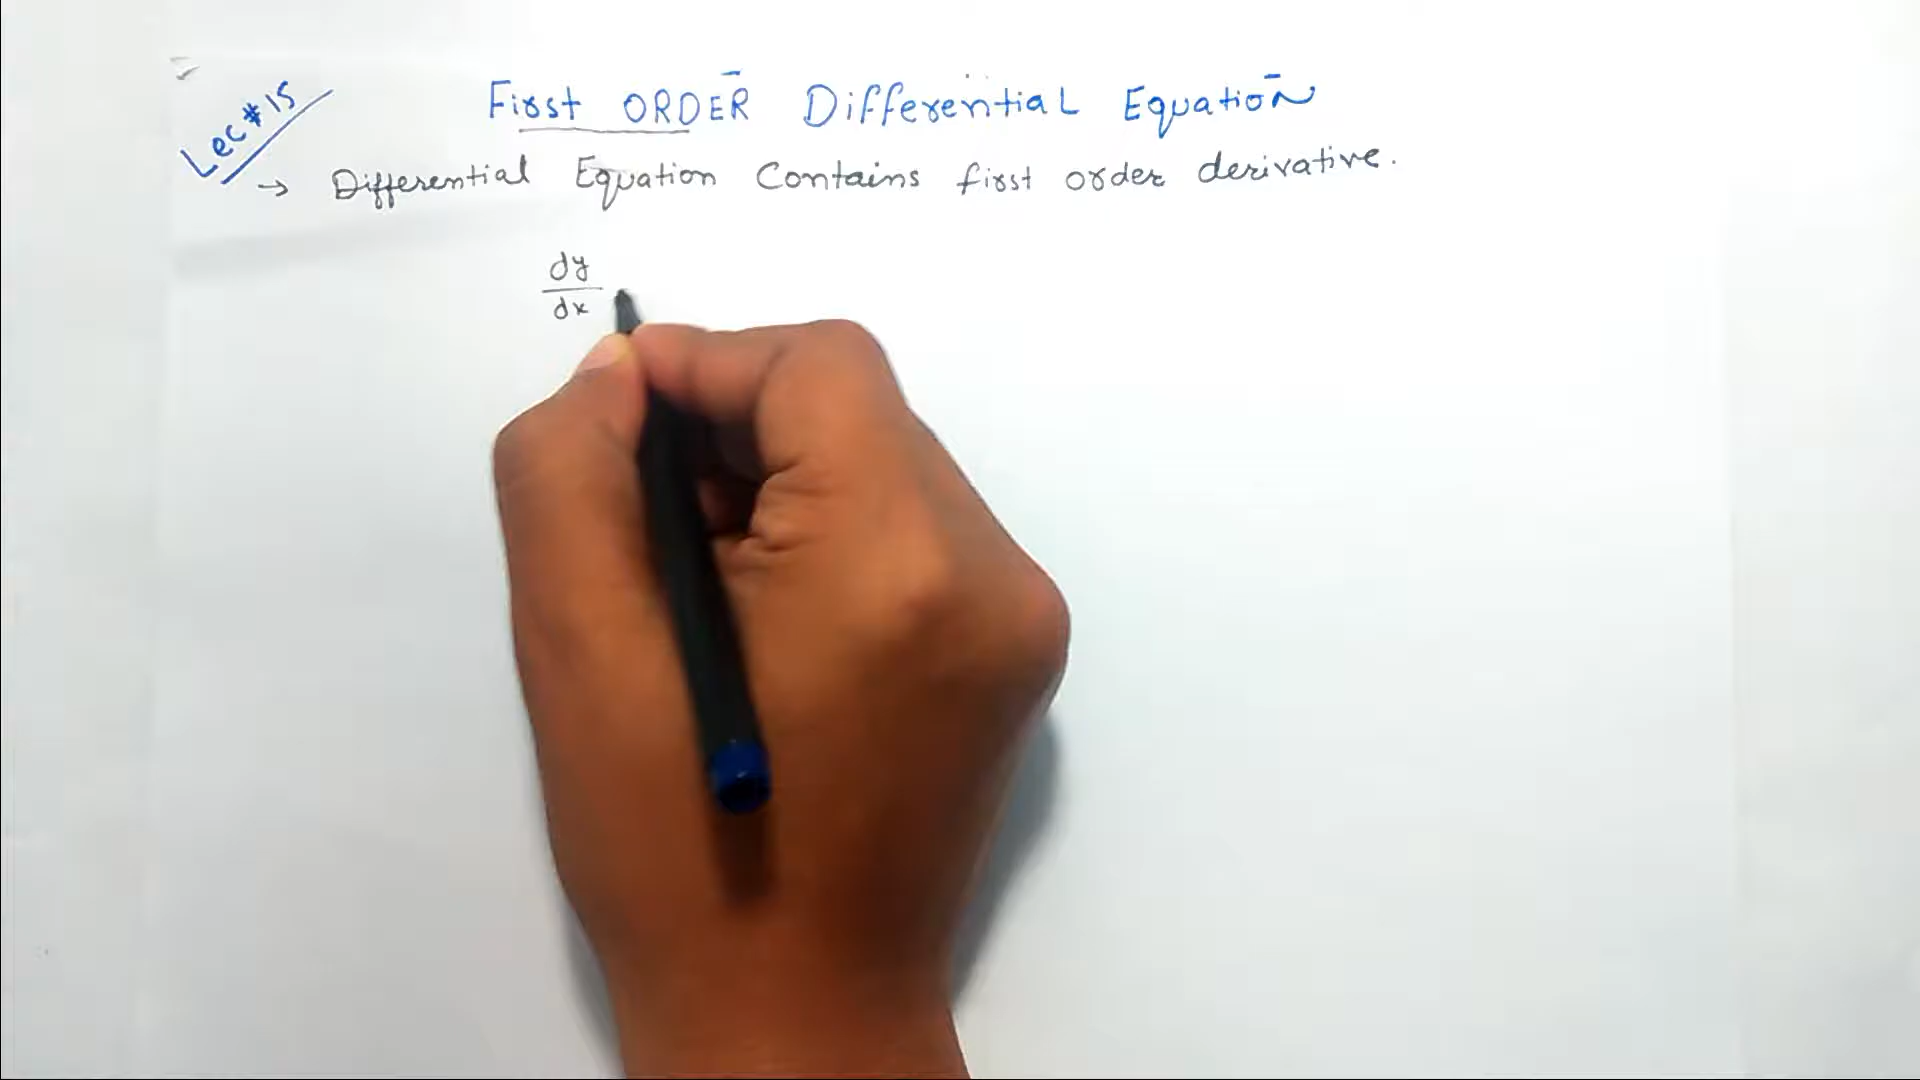 Lec # 15
First ORDER Differential Equation
→ Differential Equation Contains first order derivative.
dy
dx